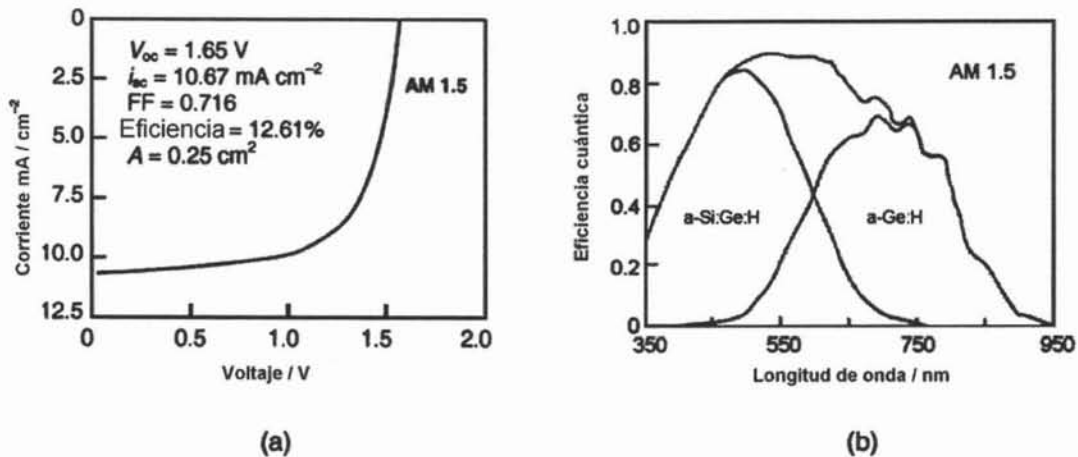 0
2.5
5.0
7.5
10.0
12.5
Corriente mA / cm⁻²
V_oc = 1.65 V
i_sc = 10.67 mA cm⁻²
FF = 0.716
Eficiencia = 12.61%
A = 0.25 cm²
AM 1.5
0 0.5 1.0 1.5 2.0
Voltaje / V
(a)
1.0
0.8
0.6
0.4
0.2
0
Eficiencia cuántica
AM 1.5
a-Si:Ge:H
a-Ge:H
350 550 750 950
Longitud de onda / nm
(b)